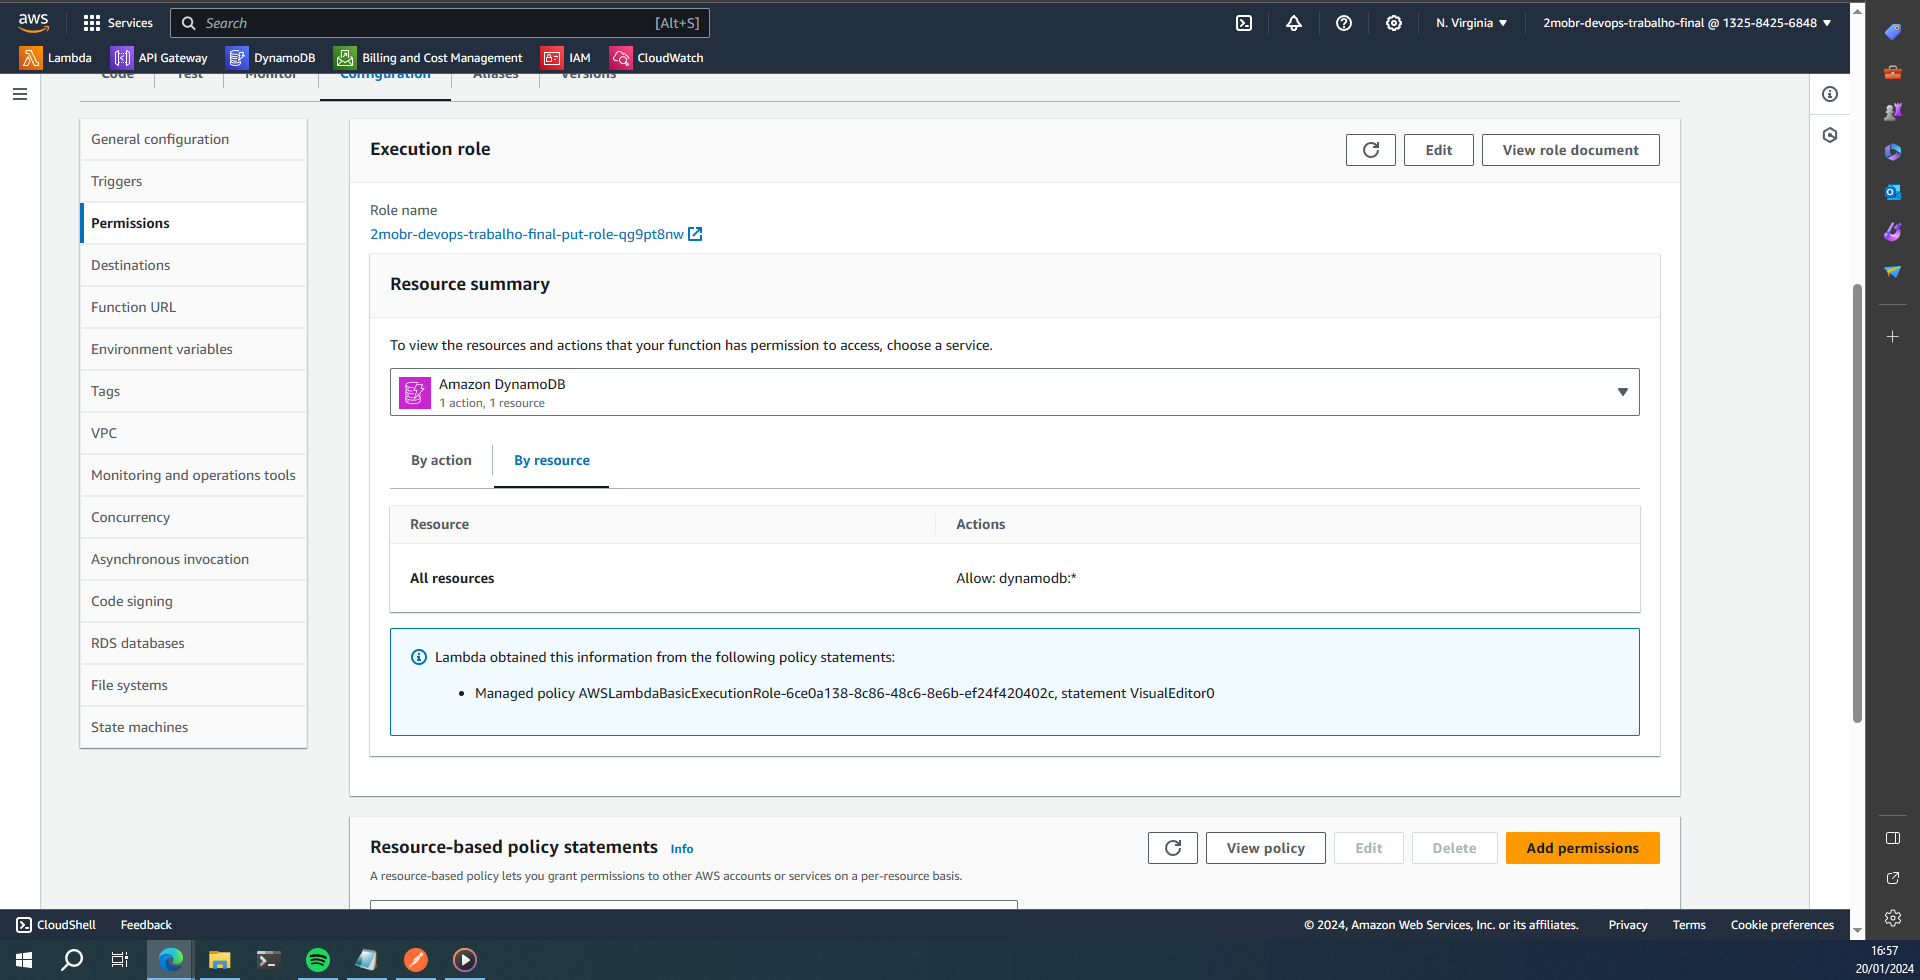 aws
Services
Search
[Alt+S]
N. Virginia
2mobr-devops-trabalho-final @ 1325-8425-6848
Lambda
API Gateway
DynamoDB
Billing and Cost Management
IAM
CloudWatch
Code
Test
Monitor
Configuration
Aliases
Versions
General configuration
Triggers
Permissions
Destinations
Function URL
Environment variables
Tags
VPC
Monitoring and operations tools
Concurrency
Asynchronous invocation
Code signing
RDS databases
File systems
State machines
Execution role
Edit
View role document
Role name
2mobr-devops-trabalho-final-put-role-qg9pt8nw
Resource summary
To view the resources and actions that your function has permission to access, choose a service.
Amazon DynamoDB
1 action, 1 resource
By action
By resource
Resource
Actions
All resources
Allow: dynamodb:*
Lambda obtained this information from the following policy statements:
• Managed policy AWSLambdaBasicExecutionRole-6ce0a138-8c86-48c6-8e6b-ef24f420402c, statement VisualEditor0
Resource-based policy statements
Info
View policy
Edit
Delete
Add permissions
A resource-based policy lets you grant permissions to other AWS accounts or services on a per-resource basis.
CloudShell
Feedback
© 2024, Amazon Web Services, Inc. or its affiliates.
Privacy
Terms
Cookie preferences
16:57
20/01/2024